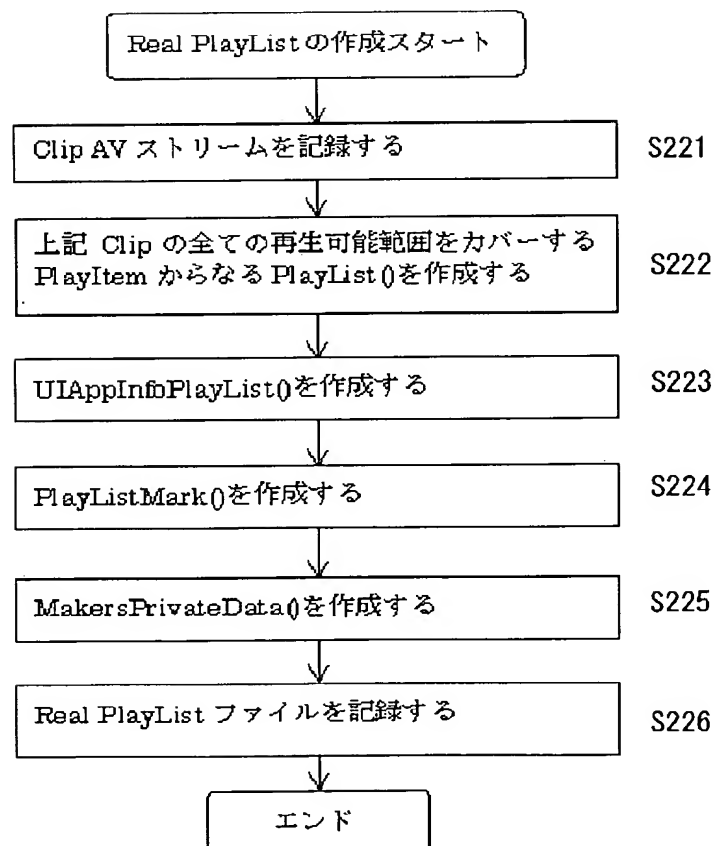 Real PlayListの作成スタート
Clip AV ストリームを記録する
S221
上記 Clip の全ての再生可能範囲をカバーする
PlayItem からなる PlayList()を作成する
S222
UIAppInfoPlayList()を作成する
S223
PlayListMark()を作成する
S224
MakersPrivateData()を作成する
S225
Real PlayList ファイルを記録する
S226
エンド